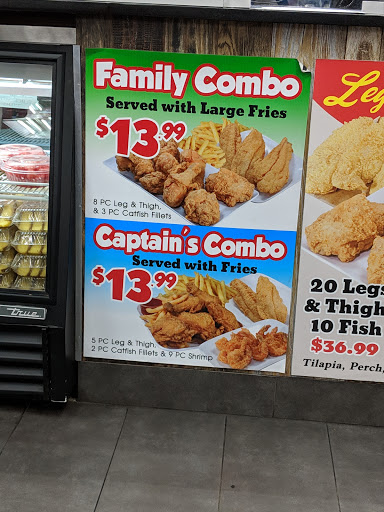 Family Combo
Served with Large Fries
$13.99
8 PC Leg & Thigh,
& 3 PC Catfish Fillets
Captain's Combo
Served with Fries
$13.99
5 PC Leg & Thigh,
2 PC Catfish Fillets & 9 PC Shrimp
True
20 Legs
& Thigh
10 Fish
$36.99
Tilapia, Perch,